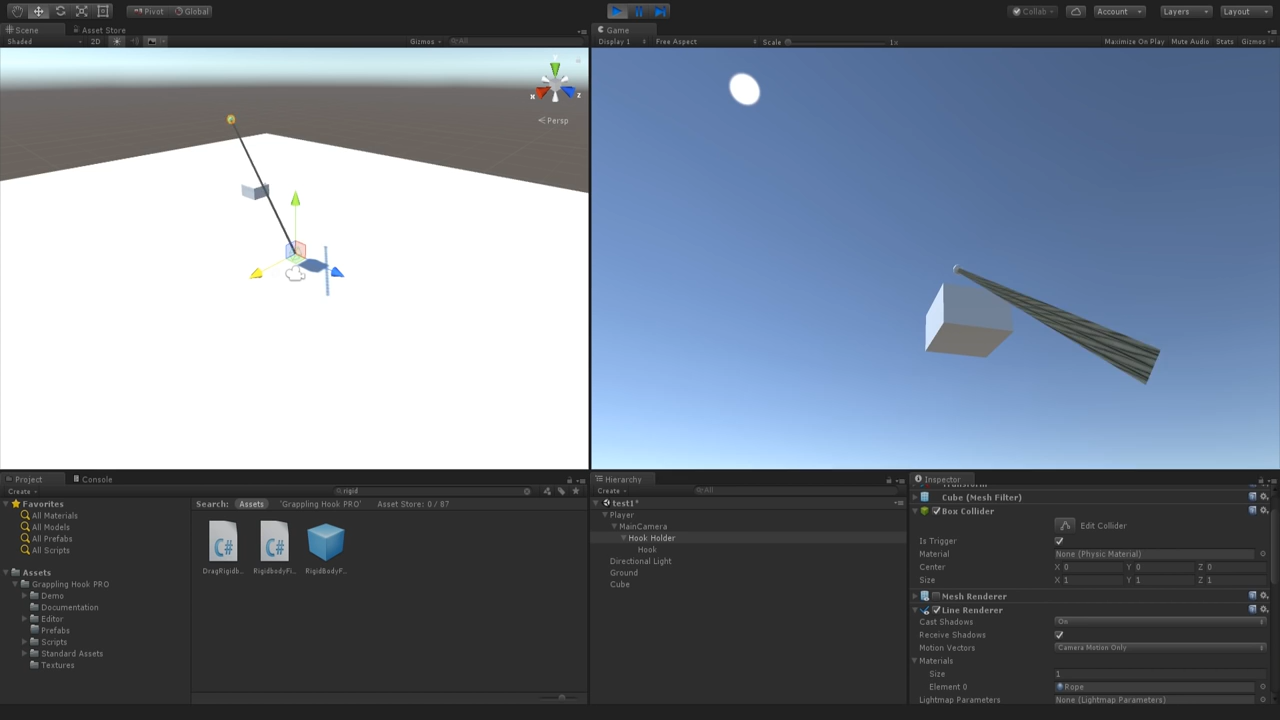 Pivot Global
Collab Account Layers Layout
Scene Asset Store
Shaded 2D Gizmos All
x z
Persp
Game
Display 1 Free Aspect Scale 1x Maximize On Play Mute Audio Stats Gizmos
Project Console
Create rigid
Favorites
All Materials
All Models
All Prefabs
All Scripts
Assets
Grappling Hook PRO
Demo
Documentation
Editor
Prefabs
Scripts
Standard Assets
Textures
Search: Assets 'Grappling Hook PRO' Asset Store: 0 / 87
C# C#
DragRigidb... RigidbodyFi... RigidBodyF...
Hierarchy
Create All
test1*
Player
MainCamera
Hook Holder
Hook
Directional Light
Ground
Cube
Inspector
Cube (Mesh Filter)
Box Collider
Edit Collider
Is Trigger
Material None (Physic Material)
Center X 0 Y 0 Z 0
Size X 1 Y 1 Z 1
Mesh Renderer
Line Renderer
Cast Shadows On
Receive Shadows
Motion Vectors Camera Motion Only
Materials
Size 1
Element 0 Rope
Lightmap Parameters None (Lightmap Parameters)